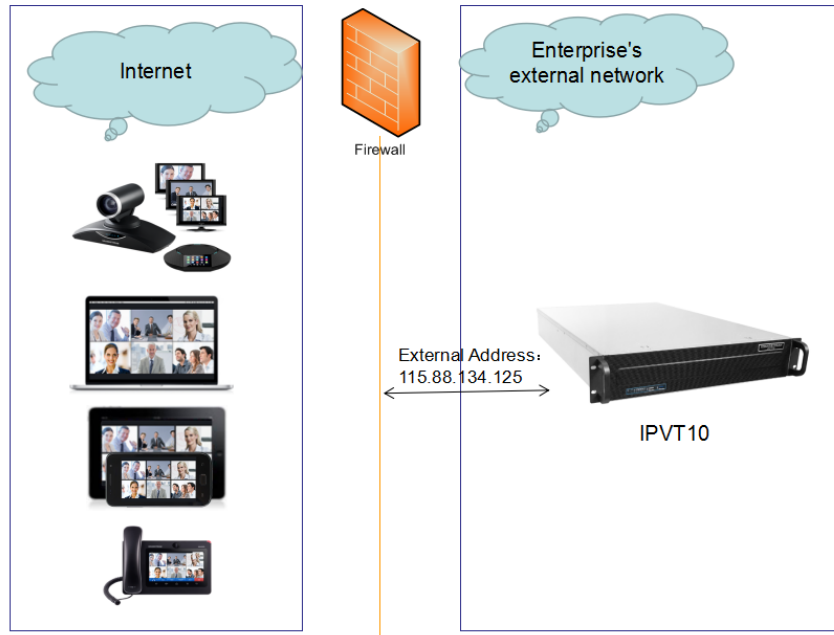 Internet
Firewall
Enterprise's
external network
External Address：
115.88.134.125
IPVT10